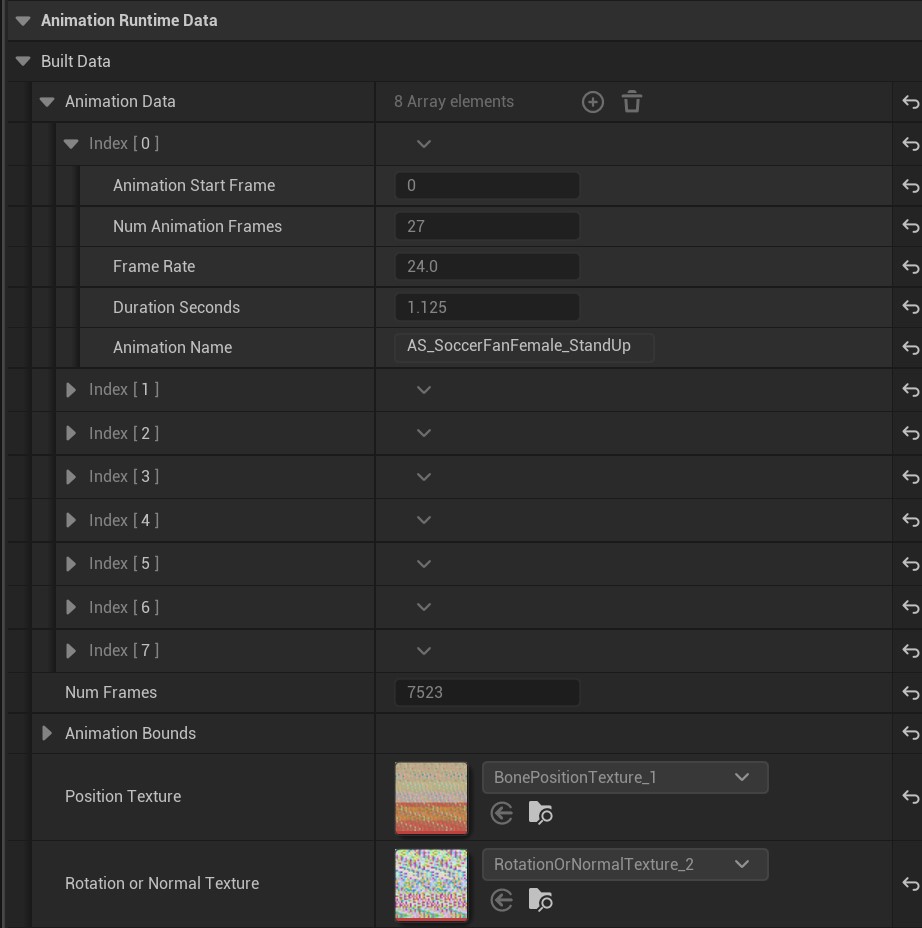 Animation Runtime Data
Built Data
Animation Data 8 Array elements
Index [ 0 ]
Animation Start Frame 0
Num Animation Frames 27
Frame Rate 24.0
Duration Seconds 1.125
Animation Name AS_SoccerFanFemale_StandUp
Index [ 1 ]
Index [ 2 ]
Index [ 3 ]
Index [ 4 ]
Index [ 5 ]
Index [ 6 ]
Index [ 7 ]
Num Frames 7523
Animation Bounds
Position Texture BonePositionTexture_1
Rotation or Normal Texture RotationOrNormalTexture_2